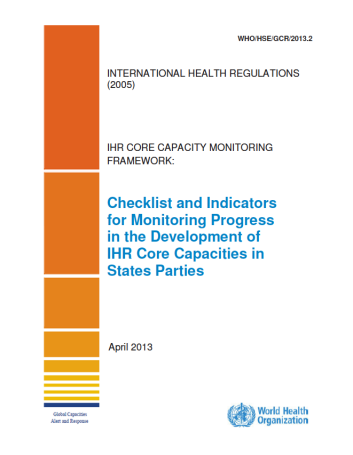 WHO/HSE/GCR/2013.2
INTERNATIONAL HEALTH REGULATIONS
(2005)
IHR CORE CAPACITY MONITORING
FRAMEWORK:
Checklist and Indicators
for Monitoring Progress
in the Development of
IHR Core Capacities in
States Parties
April 2013
Global Capacities
Alert and Response
World Health
Organization